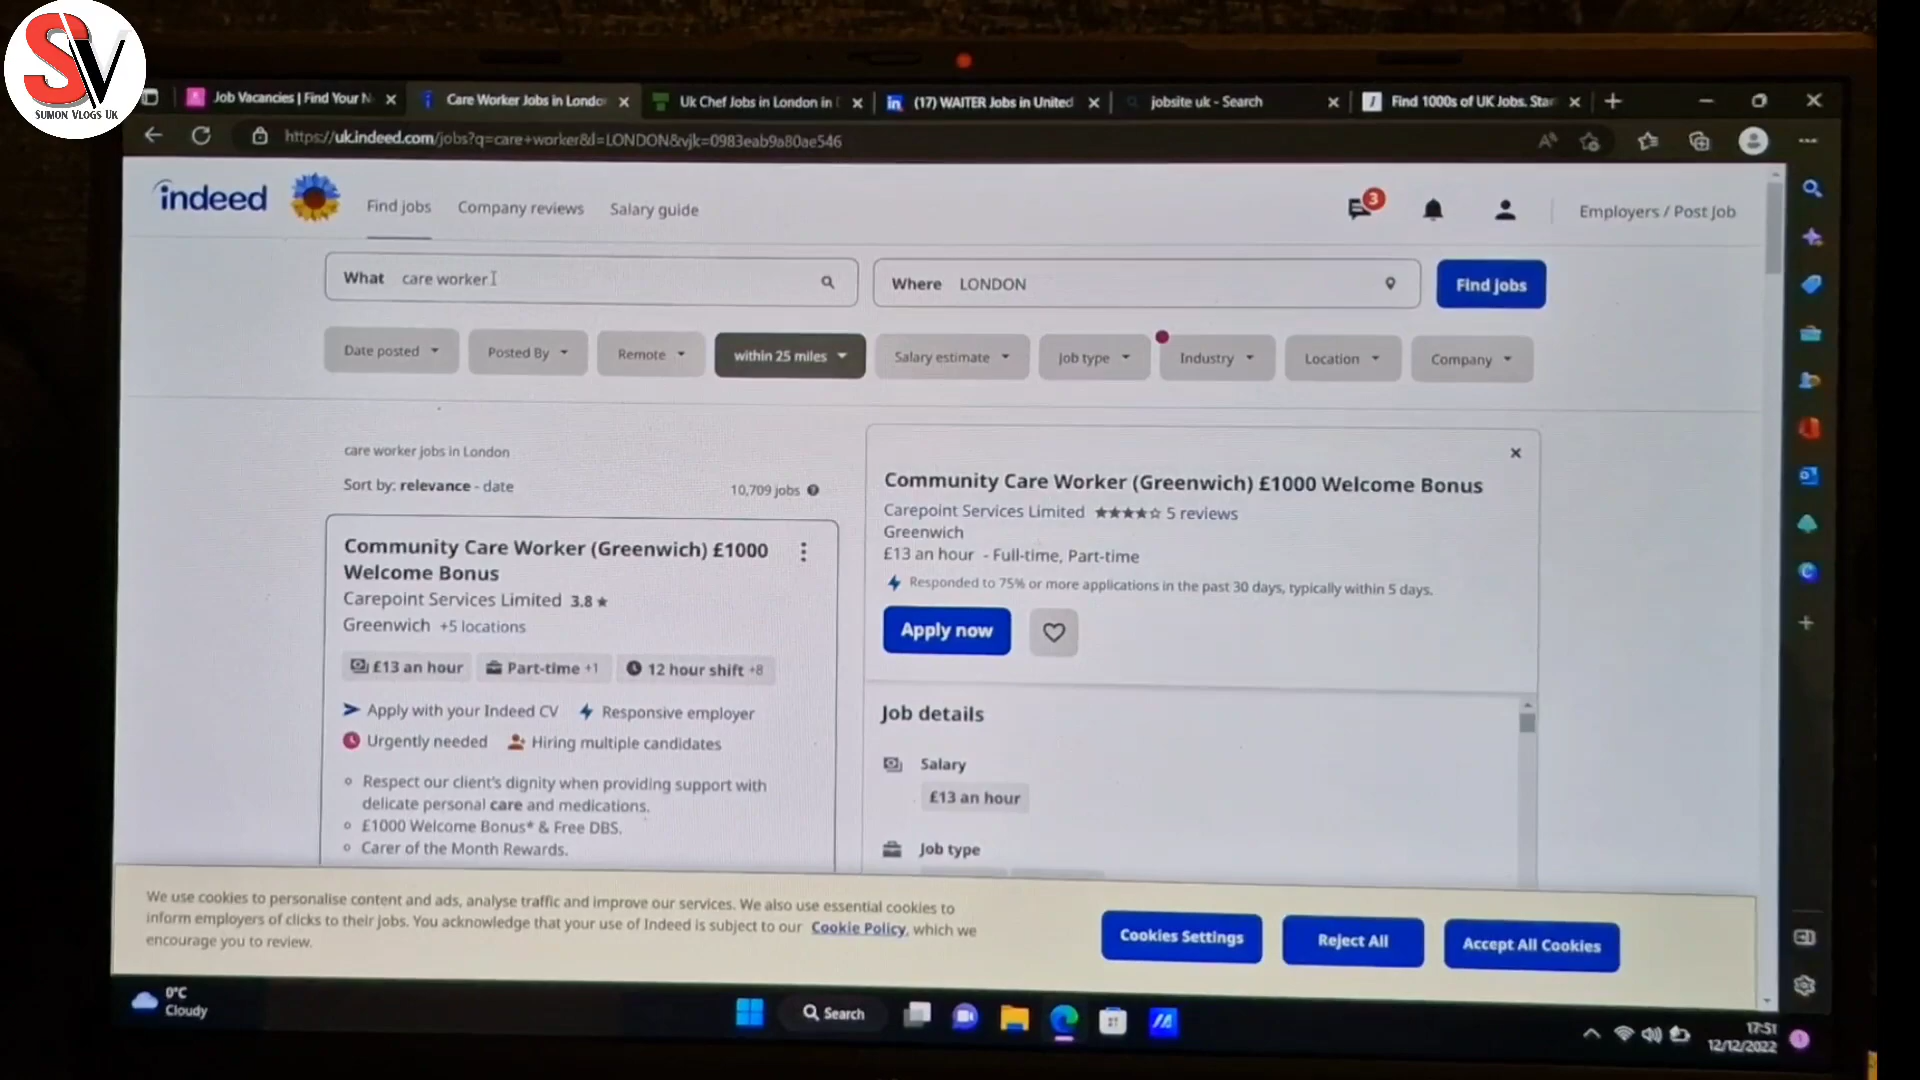 SV
SUMON VLOGS UK
Job Vacancies | Find Your N
Care Worker Jobs in Londo
Uk Chef Jobs in London in
(17) WAITER Jobs in United
jobsite uk - Search
Find 1000s of UK Jobs. Star
https://uk.indeed.com/jobs?q=care+worker&l=LONDON&vjk=0983eab9a80ae546
indeed
Find jobs
Company reviews
Salary guide
3
Employers / Post Job
What care worker
Where LONDON
Find jobs
Date posted
Posted By
Remote
within 25 miles
Salary estimate
Job type
Industry
Location
Company
care worker jobs in London
Sort by: relevance - date
10,709 jobs
Community Care Worker (Greenwich) £1000
Welcome Bonus
Carepoint Services Limited 3.8
Greenwich +5 locations
£13 an hour
Part-time +1
12 hour shift +8
Apply with your Indeed CV
Responsive employer
Urgently needed
Hiring multiple candidates
Respect our client's dignity when providing support with
delicate personal care and medications.
£1000 Welcome Bonus* & Free DBS.
Carer of the Month Rewards.
Community Care Worker (Greenwich) £1000 Welcome Bonus
Carepoint Services Limited ★★★★☆ 5 reviews
Greenwich
£13 an hour - Full-time, Part-time
Responded to 75% or more applications in the past 30 days, typically within 5 days.
Apply now
Job details
Salary
£13 an hour
Job type
We use cookies to personalise content and ads, analyse traffic and improve our services. We also use essential cookies to
inform employers of clicks to their jobs. You acknowledge that your use of Indeed is subject to our Cookie Policy, which we
encourage you to review.
Cookies Settings
Reject All
Accept All Cookies
0°C
Cloudy
Search
17:51
12/12/2022
1